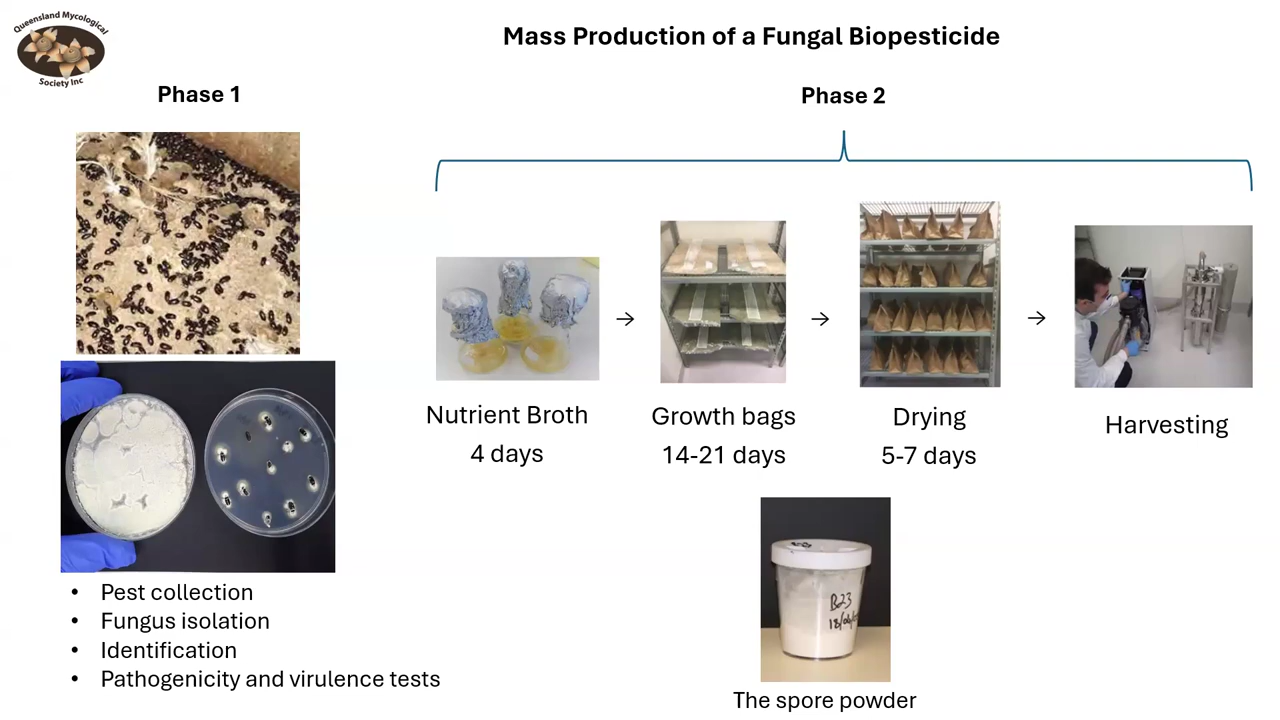 Queensland Mycological
Society Inc
Mass Production of a Fungal Biopesticide
Phase 1
Phase 2
Nutrient Broth
4 days
→
Growth bags
14-21 days
→
Drying
5-7 days
→
Harvesting
• Pest collection
• Fungus isolation
• Identification
• Pathogenicity and virulence tests
B23
The spore powder